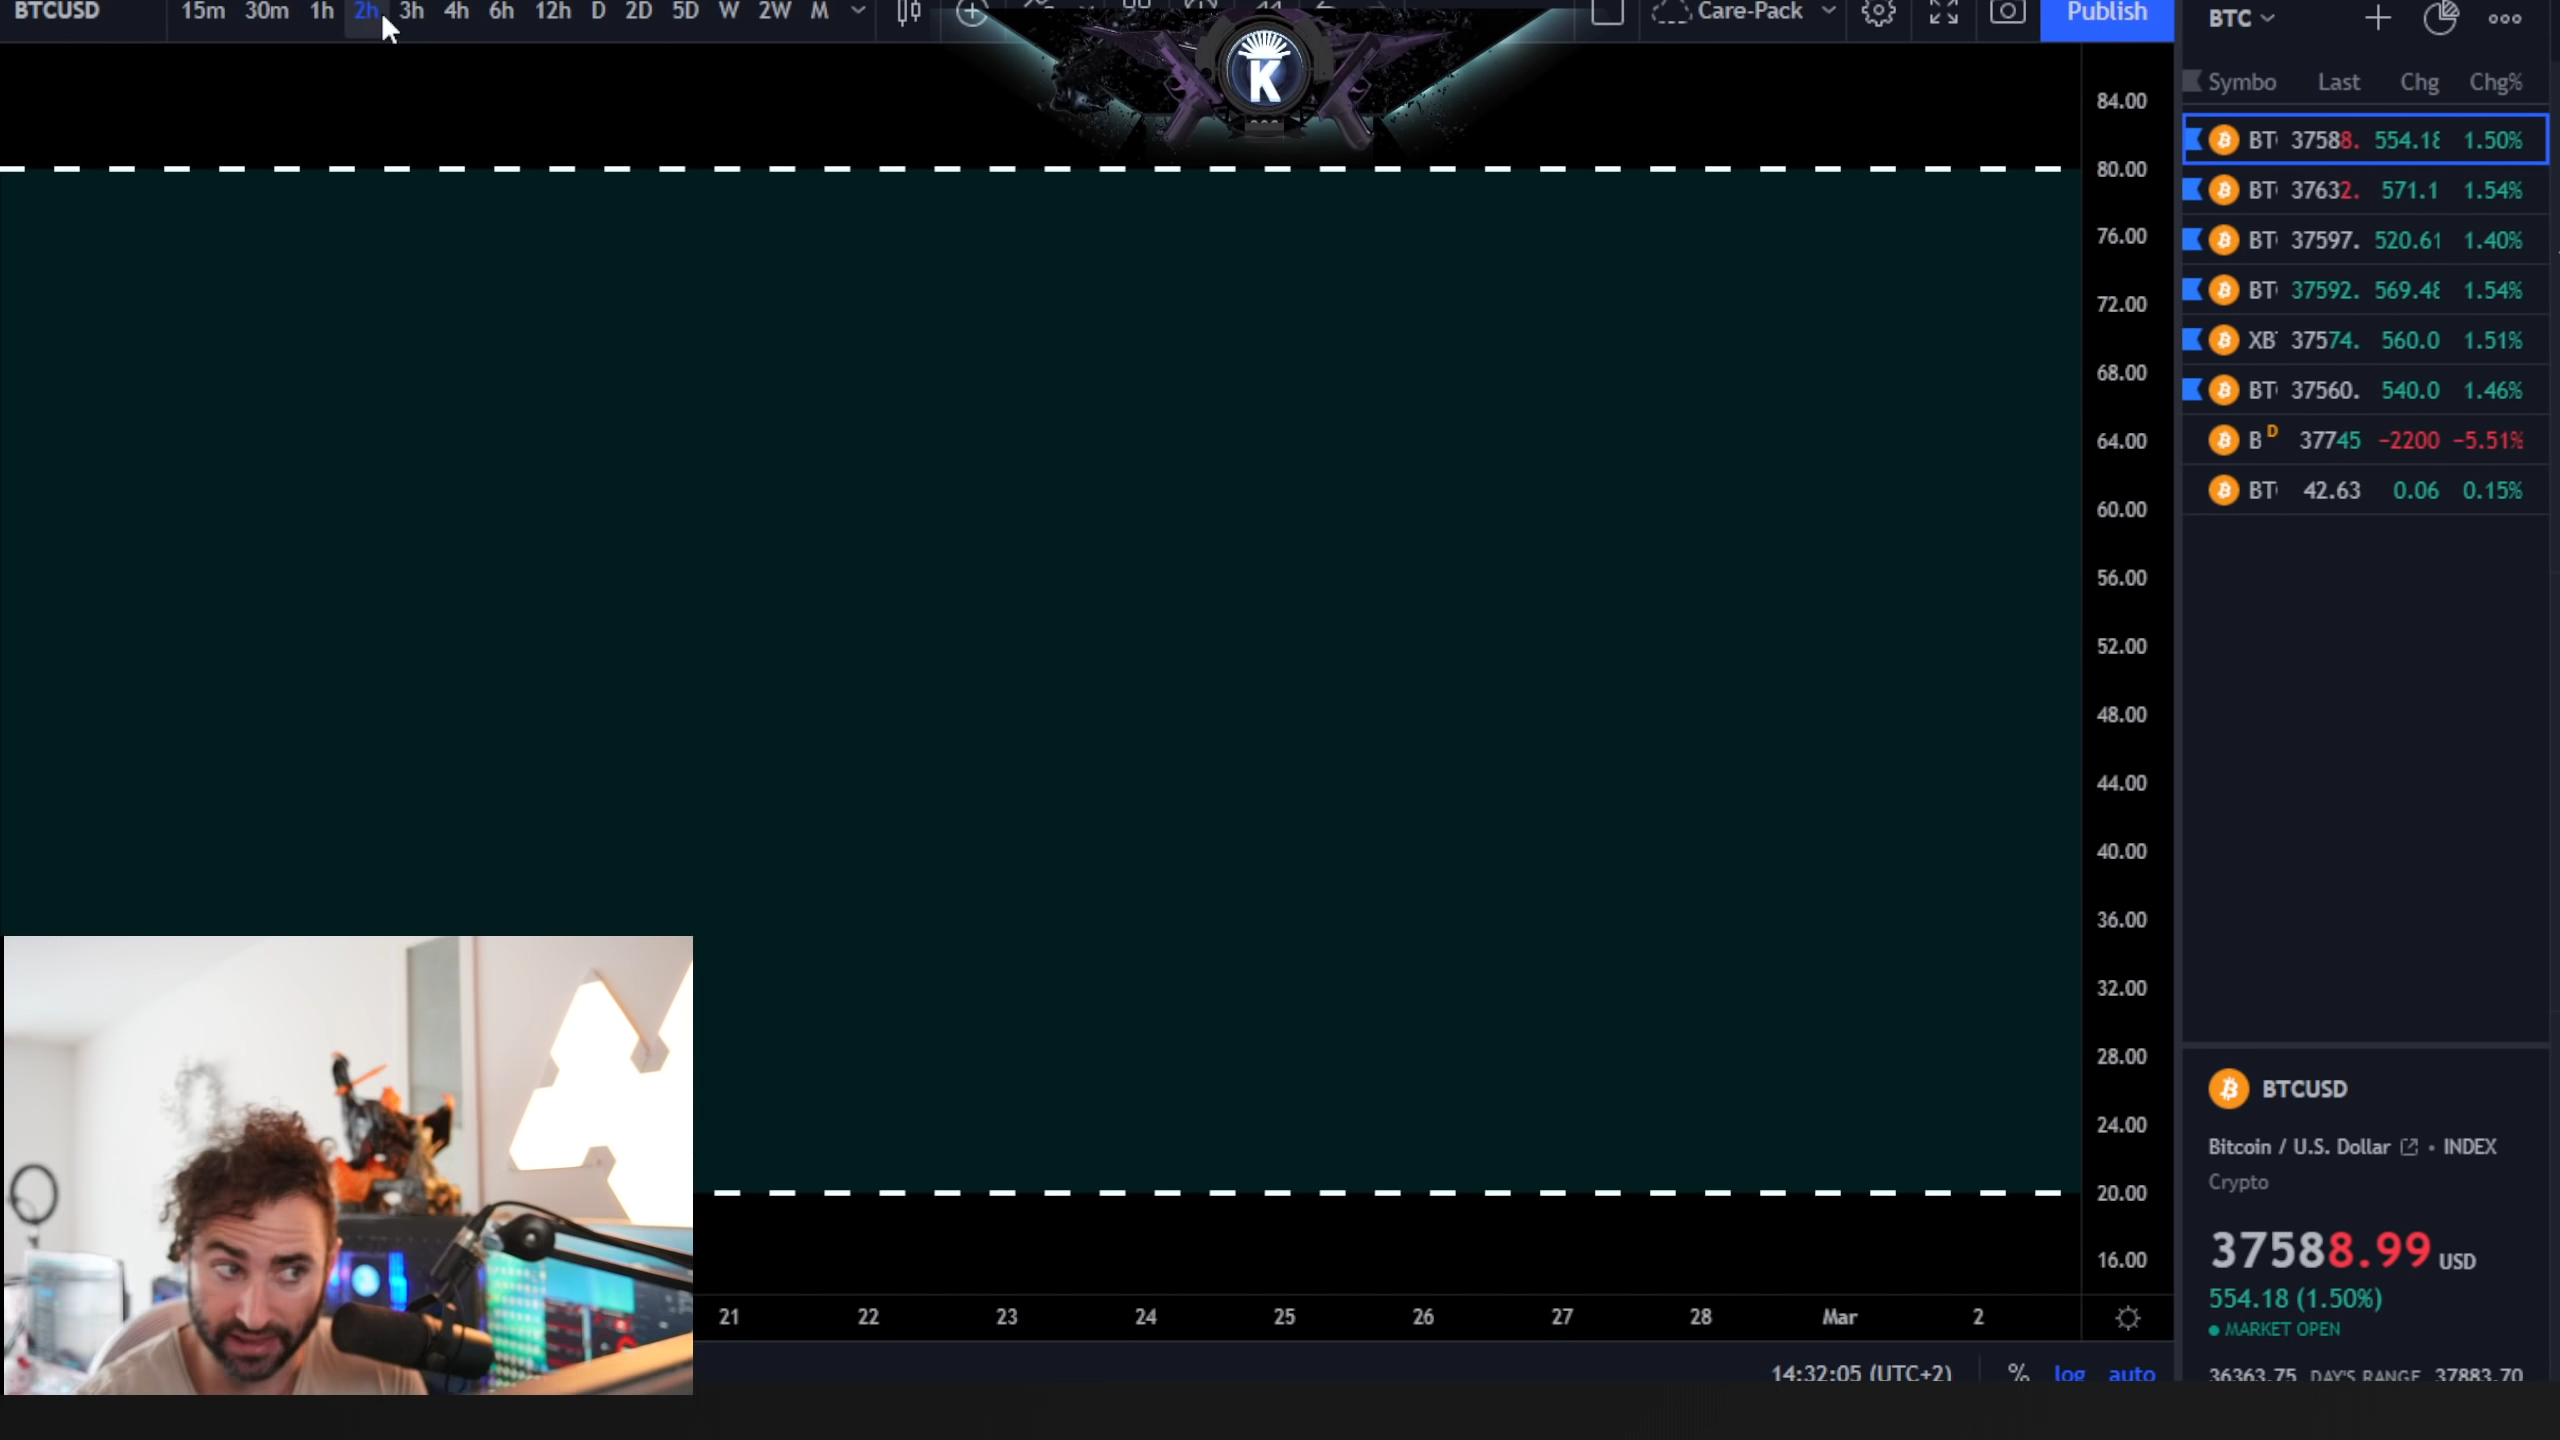 BTCUSD 15m 30m 1h 2h 3h 4h 6h 12h D 2D 5D W 2W M Care-Pack Publish BTC
K
Symbo Last Chg Chg%
84.00
BT 37588. 554.18 1.50%
80.00
BT 37632. 571.1 1.54%
76.00
BT 37597. 520.61 1.40%
72.00
BT 37592. 569.48 1.54%
XB 37574. 560.0 1.51%
68.00
BT 37560. 540.0 1.46%
64.00
B D 37745 −2200 −5.51%
BT 42.63 0.06 0.15%
60.00
56.00
52.00
48.00
44.00
40.00
36.00
32.00
28.00
BTCUSD
24.00
Bitcoin / U.S. Dollar • INDEX
Crypto
20.00
37588.99 USD
16.00
554.18 (1.50%)
21 22 23 24 25 26 27 28 Mar 2
MARKET OPEN
14:32:05 (UTC+2) % log auto
36363.75 DAY'S RANGE 37883.70